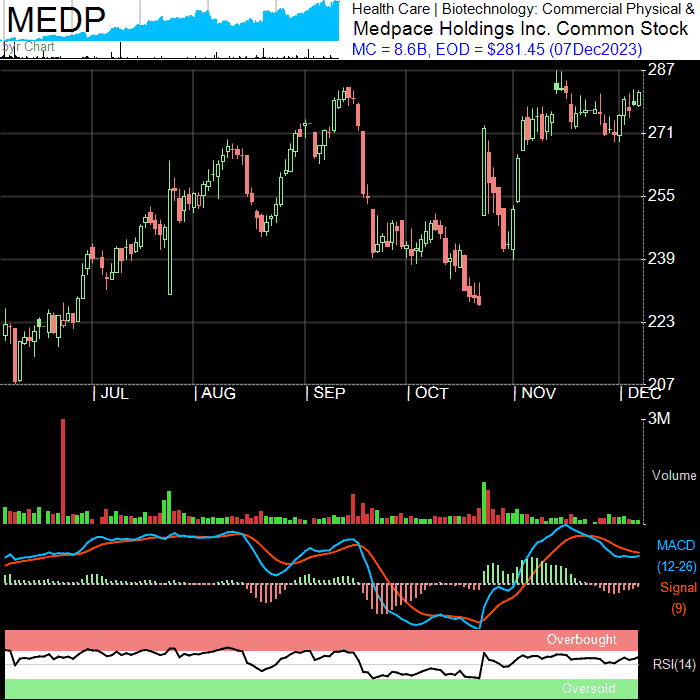 MEDP
5yr Chart
Health Care | Biotechnology: Commercial Physical &
Medpace Holdings Inc. Common Stock
MC = 8.6B, EOD = $281.45 (07Dec2023)
287
271
255
239
223
207
| JUL | AUG | SEP | OCT | NOV | DEC
3M
Volume
MACD
(12-26)
Signal
(9)
Overbought
RSI(14)
Oversold